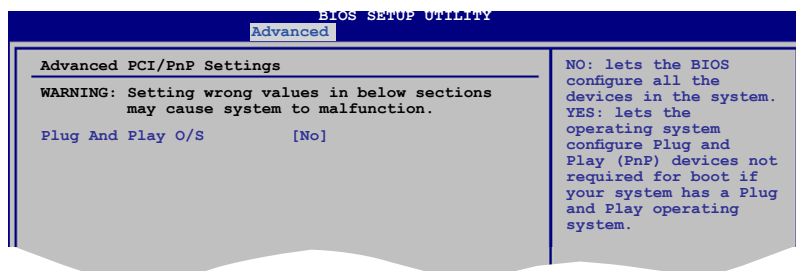 BIOS SETUP UTILITY
Advanced
Advanced PCI/PnP Settings
WARNING: Setting wrong values in below sections
may cause system to malfunction.
Plug And Play O/S [No]
NO: lets the BIOS
configure all the
devices in the system.
YES: lets the
operating system
configure Plug and
Play (PnP) devices not
required for boot if
your system has a Plug
and Play operating
system.